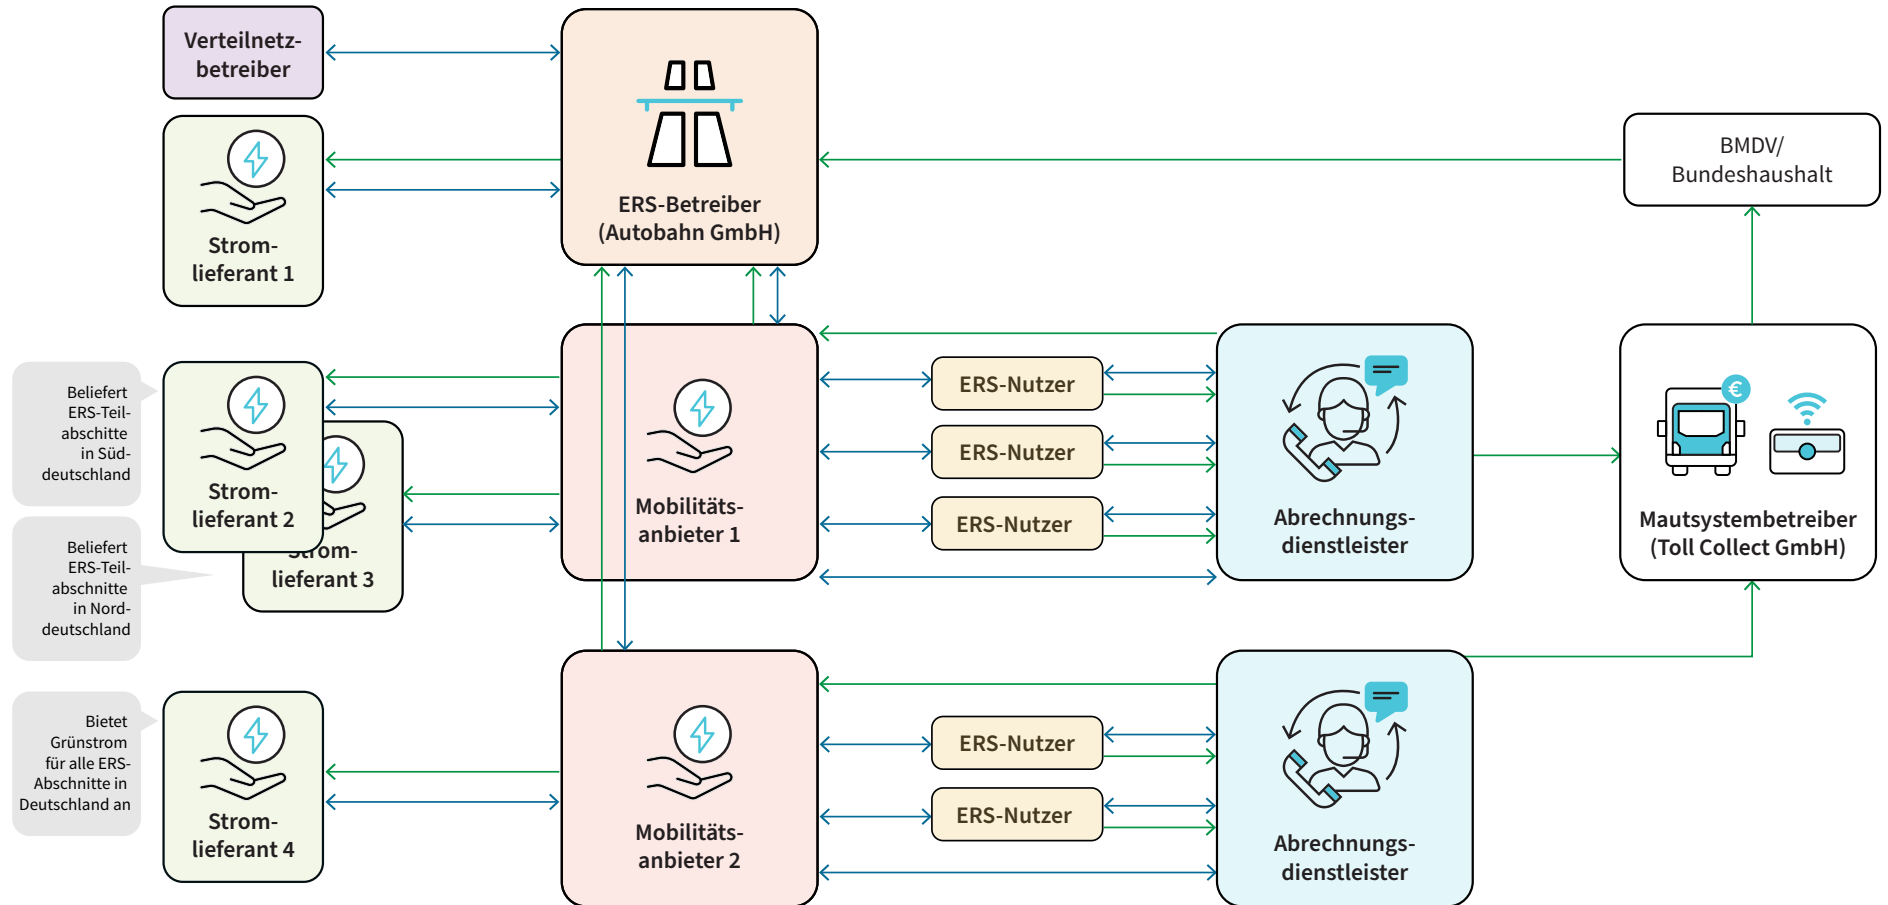 Verteilnetz-
betreiber
ERS-Betreiber
(Autobahn GmbH)
BMDV/
Bundeshaushalt
Strom-
lieferant 1
Beliefert
ERS-Teil-
abschitte
in Süd-
deutschland
Strom-
lieferant 2
Beliefert
ERS-Teil-
abschnitte
in Nord-
deutschland
Strom-
lieferant 3
Mobilitäts-
anbieter 1
ERS-Nutzer
ERS-Nutzer
ERS-Nutzer
Abrechnungs-
dienstleister
€
Mautsystembetreiber
(Toll Collect GmbH)
Bietet
Grünstrom
für alle ERS-
Abschnitte in
Deutschland an
Strom-
lieferant 4
Mobilitäts-
anbieter 2
ERS-Nutzer
ERS-Nutzer
Abrechnungs-
dienstleister